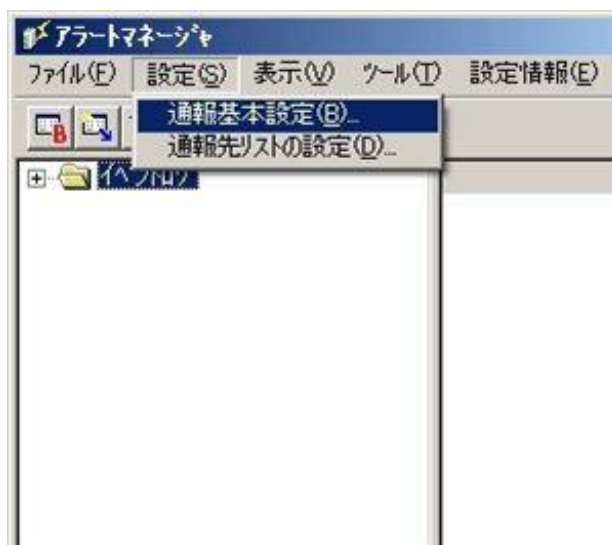 アラートマネージャ
ファイル(F) 設定(S) 表示(V) ツール(T) 設定情報(E)
通報基本設定(B)...
通報先リストの設定(D)...
イベントログ